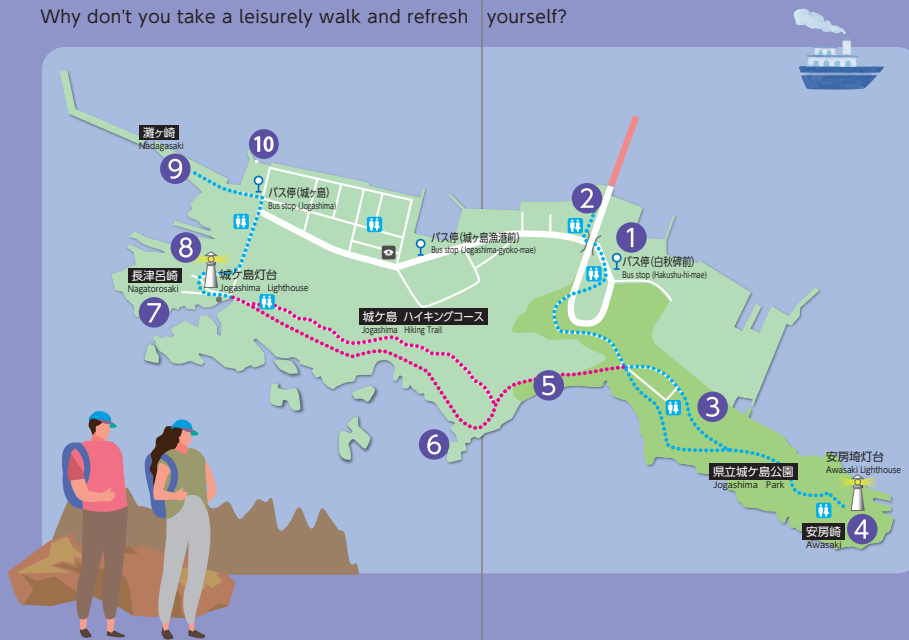 Why don't you take a leisurely walk and refresh yourself?
灘ヶ崎
Nadagasaki
10
9
バス停(城ヶ島)
Bus stop (Jogashima)
2
1
バス停(城ヶ島漁港前)
Bus stop (Jogashima-gyoko-mae)
バス停(白秋碑前)
Bus stop (Hakushu-hi-mae)
8
長津呂崎
Nagatorosaki
城ケ島灯台
Jogashima Lighthouse
7
城ケ島 ハイキングコース
Jogashima Hiking Trail
5
3
6
県立城ケ島公園
Jogashima Park
安房埼灯台
Awasaki Lighthouse
安房崎
Awasaki
4